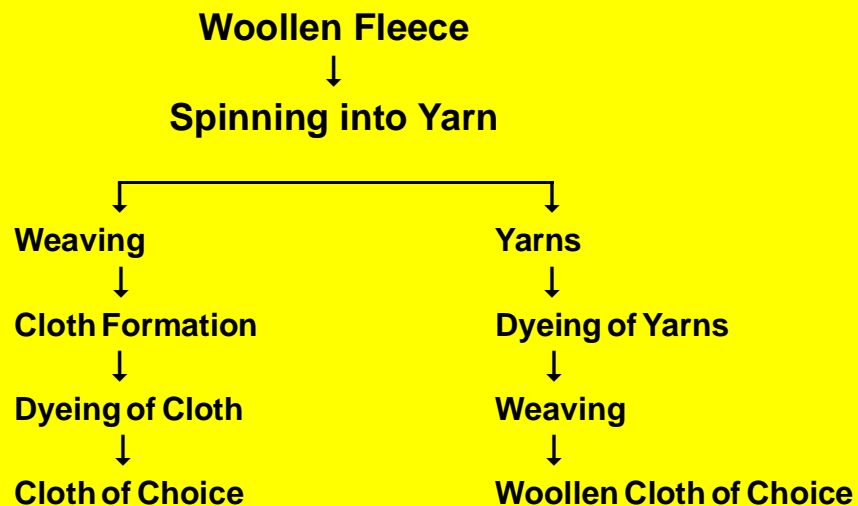 Woollen Fleece
↓
Spinning into Yarn
Weaving
↓
Cloth Formation
↓
Dyeing of Cloth
↓
Cloth of Choice
Yarns
↓
Dyeing of Yarns
↓
Weaving
↓
Woollen Cloth of Choice